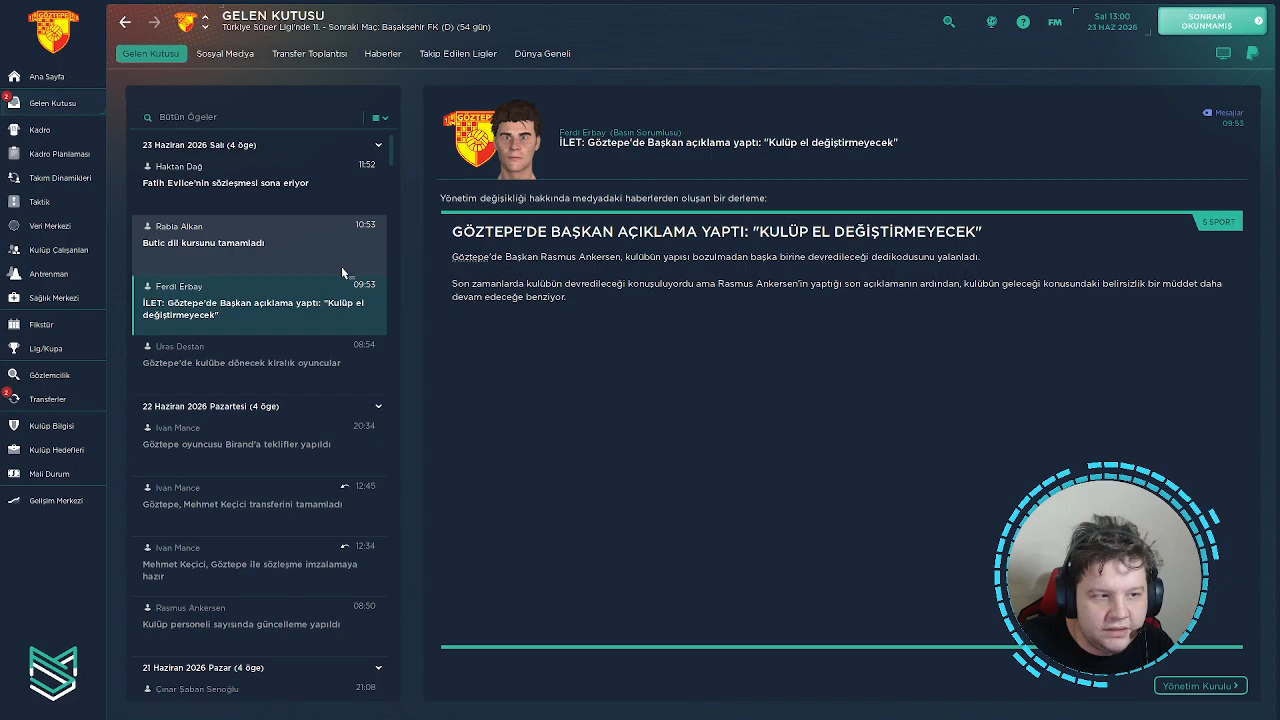 GELEN KUTUSU
Türkiye Süper Ligi'nde 11. - Sonraki Maç: Başakşehir FK (D) (54 gün)
FM
Sal 13:00
23 HAZ 2026
SONRAKİ
OKUNMAMIŞ
Gelen Kutusu
Sosyal Medya
Transfer Toplantısı
Haberler
Takip Edilen Ligler
Dünya Geneli
Ana Sayfa
2
Gelen Kutusu
Kadro
Kadro Planlaması
Takım Dinamikleri
Taktik
Veri Merkezi
Kulüp Çalışanları
Antrenman
Sağlık Merkezi
Fikstür
Lig/Kupa
Gözlemcilik
2
Transferler
Kulüp Bilgisi
Kulüp Hedefleri
Mali Durum
Gelişim Merkezi
Bütün Ögeler
23 Haziran 2026 Salı (4 öge)
Haktan Dağ
11:52
Fatih Evlice'nin sözleşmesi sona eriyor
Rabia Alkan
10:53
Butic dil kursunu tamamladı
Ferdi Erbay
09:53
İLET: Göztepe'de Başkan açıklama yaptı: "Kulüp el
değiştirmeyecek"
Uras Destan
08:54
Göztepe'de kulübe dönecek kiralık oyuncular
22 Haziran 2026 Pazartesi (4 öge)
Ivan Mance
20:34
Göztepe oyuncusu Birand'a teklifler yapıldı
Ivan Mance
12:45
Göztepe, Mehmet Keçici transferini tamamladı
Ivan Mance
12:34
Mehmet Keçici, Göztepe ile sözleşme imzalamaya
hazır
Rasmus Ankersen
08:50
Kulüp personeli sayısında güncelleme yapıldı
21 Haziran 2026 Pazar (4 öge)
Çınar Şaban Şenoğlu
21:08
Ferdi Erbay (Basın Sorumlusu)
İLET: Göztepe'de Başkan açıklama yaptı: "Kulüp el değiştirmeyecek"
Mesajlar
09:53
Yönetim değişikliği hakkında medyadaki haberlerden oluşan bir derleme:
S SPORT
GÖZTEPE'DE BAŞKAN AÇIKLAMA YAPTI: "KULÜP EL DEĞİŞTİRMEYECEK"
Göztepe'de Başkan Rasmus Ankersen, kulübün yapısı bozulmadan başka birine devredileceği dedikodusunu yalanladı.
Son zamanlarda kulübün devredileceği konuşuluyordu ama Rasmus Ankersen'in yaptığı son açıklamanın ardından, kulübün geleceği konusundaki belirsizlik bir müddet daha
devam edeceğe benziyor.
Yönetim Kurulu